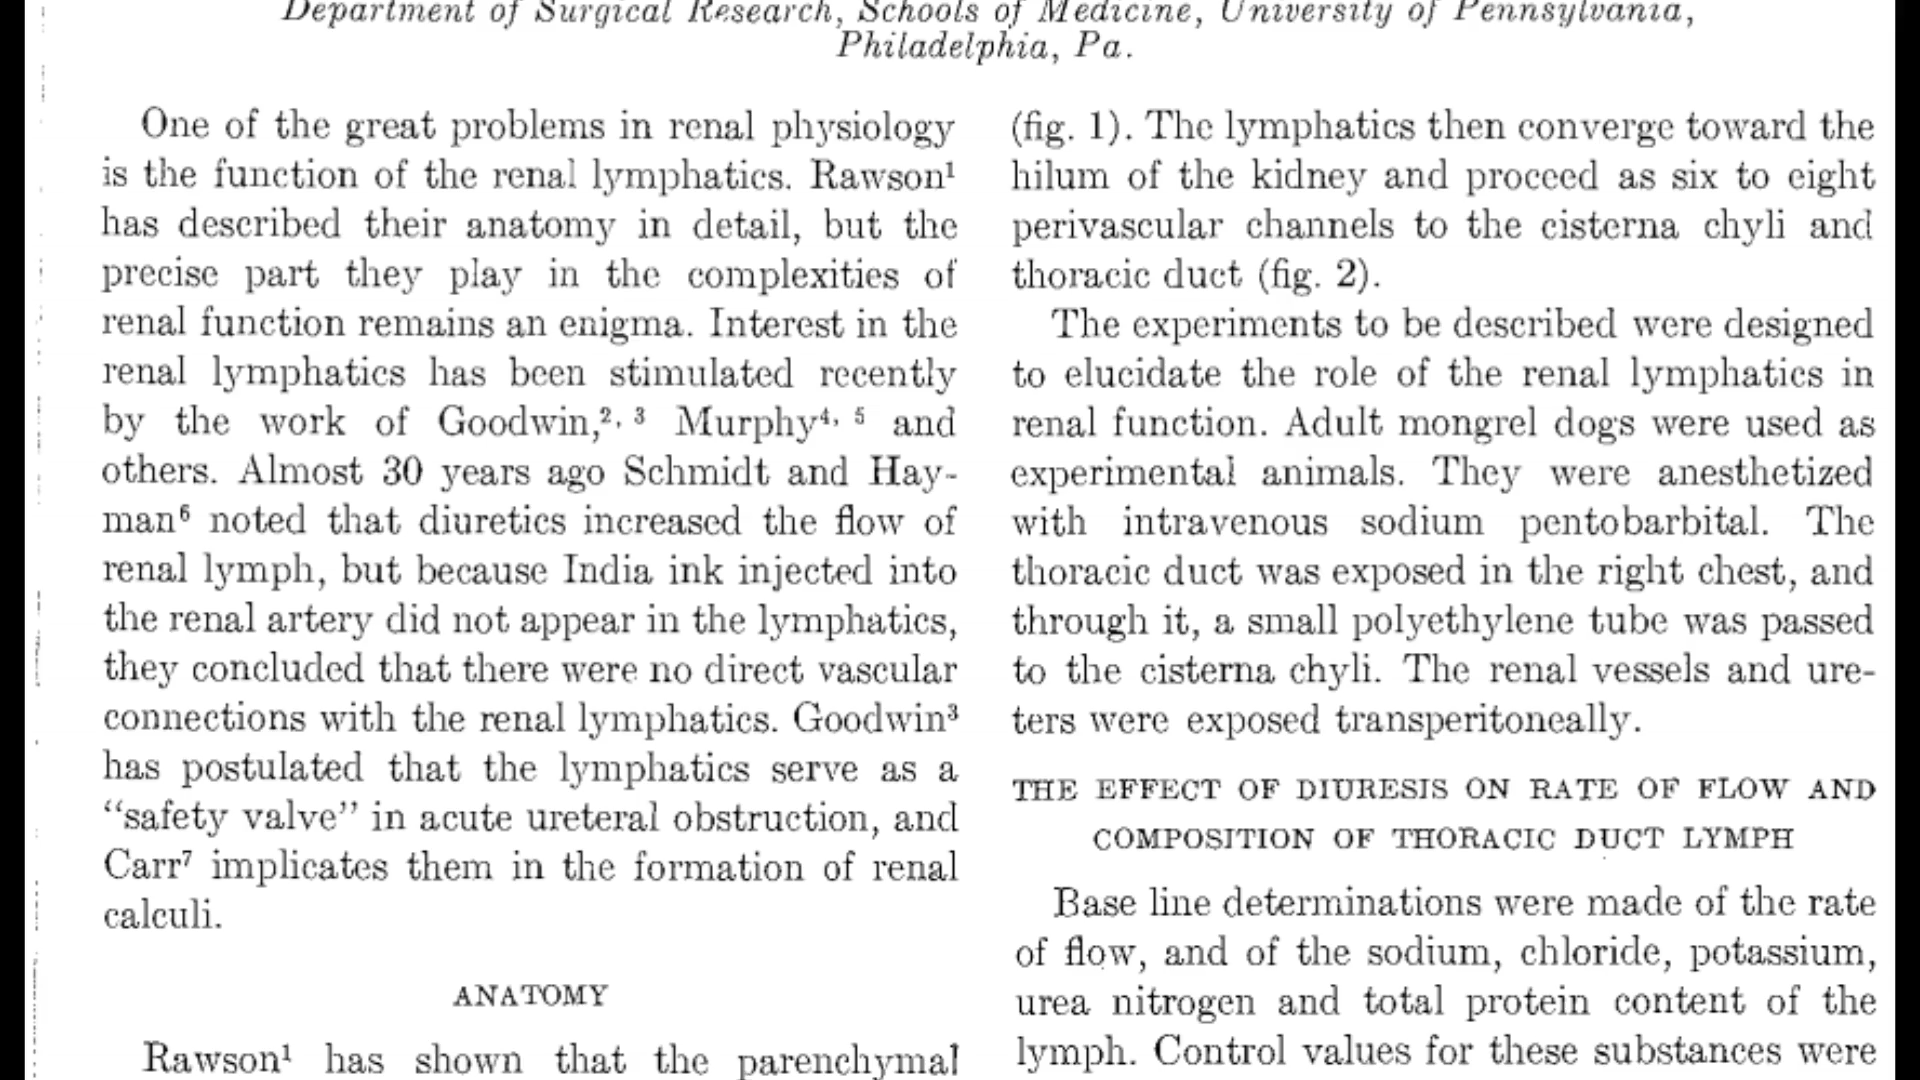 Department of Surgical Research, Schools of Medicine, University of Pennsylvania,
Philadelphia, Pa.
One of the great problems in renal physiology
is the function of the renal lymphatics. Rawson¹
has described their anatomy in detail, but the
precise part they play in the complexities of
renal function remains an enigma. Interest in the
renal lymphatics has been stimulated recently
by the work of Goodwin,², ³ Murphy⁴, ⁵ and
others. Almost 30 years ago Schmidt and Hay-
man⁶ noted that diuretics increased the flow of
renal lymph, but because India ink injected into
the renal artery did not appear in the lymphatics,
they concluded that there were no direct vascular
connections with the renal lymphatics. Goodwin³
has postulated that the lymphatics serve as a
“safety valve” in acute ureteral obstruction, and
Carr⁷ implicates them in the formation of renal
calculi.
ANATOMY
Rawson¹ has shown that the parenchymal
(fig. 1). The lymphatics then converge toward the
hilum of the kidney and proceed as six to eight
perivascular channels to the cisterna chyli and
thoracic duct (fig. 2).
The experiments to be described were designed
to elucidate the role of the renal lymphatics in
renal function. Adult mongrel dogs were used as
experimental animals. They were anesthetized
with intravenous sodium pentobarbital. The
thoracic duct was exposed in the right chest, and
through it, a small polyethylene tube was passed
to the cisterna chyli. The renal vessels and ure-
ters were exposed transperitoneally.
THE EFFECT OF DIURESIS ON RATE OF FLOW AND
COMPOSITION OF THORACIC DUCT LYMPH
Base line determinations were made of the rate
of flow, and of the sodium, chloride, potassium,
urea nitrogen and total protein content of the
lymph. Control values for these substances were